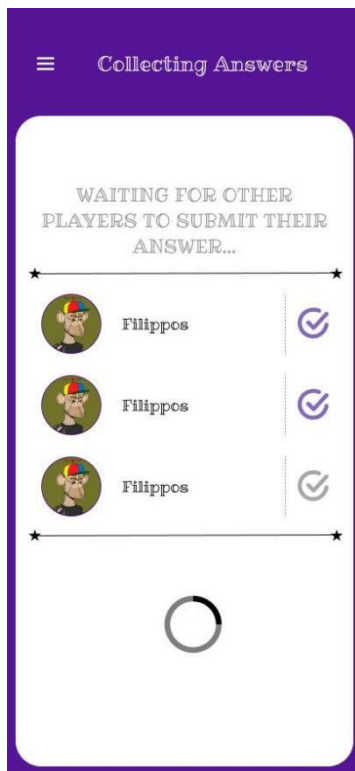 Collecting Answers
WAITING FOR OTHER
PLAYERS TO SUBMIT THEIR
ANSWER...
Filippos
Filippos
Filippos